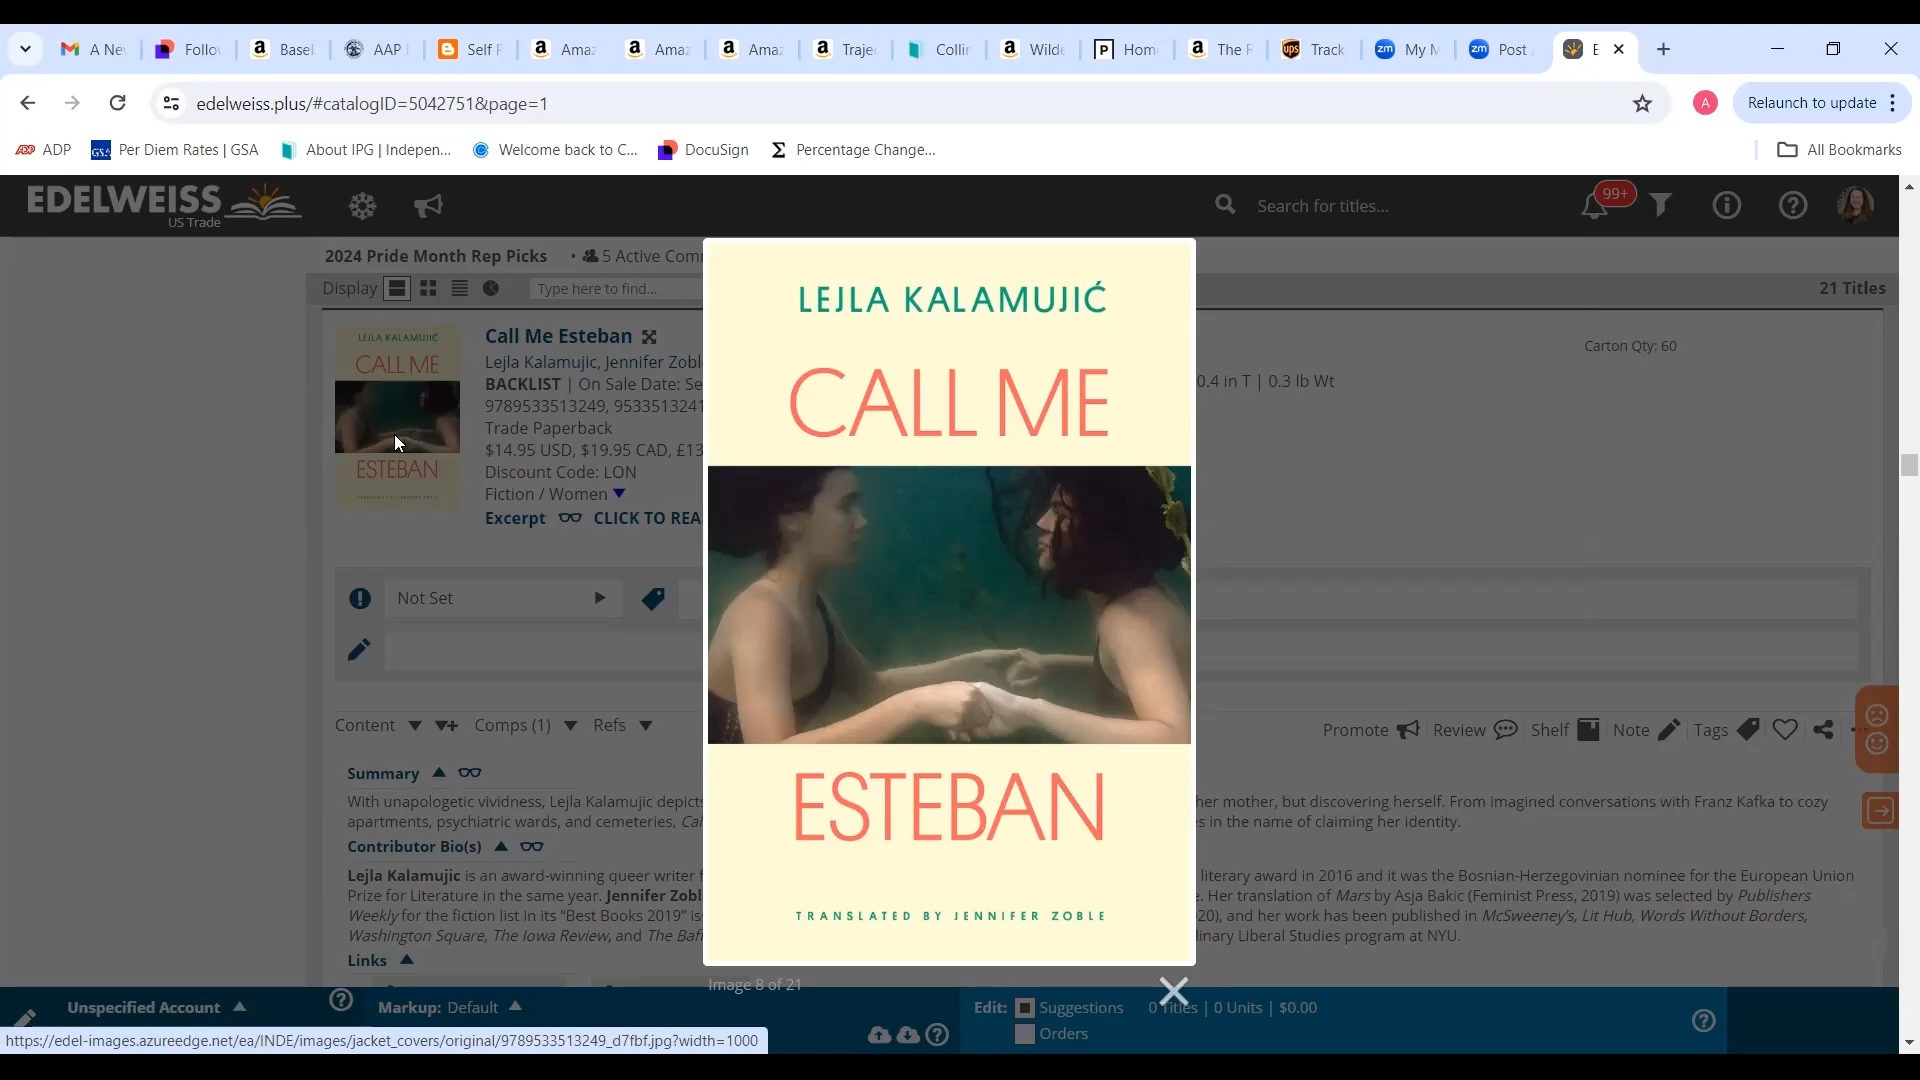 A Ne
Follo
Basel
AAP
Self P
Amaz
Amaz
Amaz
Traje
Collin
Wilde
Hom
The R
Track
My M
Post
E
edelweiss.plus/#catalogID=5042751&page=1
A
Relaunch to update
ADP
GSA
Per Diem Rates | GSA
About IPG | Indepen...
Welcome back to C...
DocuSign
Percentage Change...
All Bookmarks
EDELWEISS
US Trade
Search for titles...
99+
2024 Pride Month Rep Picks
• 5 Active Com
Display
Type here to find...
21 Titles
LEJLA KALAMUJIĆ
CALL ME
ESTEBAN
Call Me Esteban
Lejla Kalamujic, Jennifer Zobl
BACKLIST | On Sale Date: Se
9789533513249, 953351324
Trade Paperback
$14.95 USD, $19.95 CAD, £13
Discount Code: LON
Fiction / Women
Excerpt CLICK TO REA
Carton Qty: 60
0.4 in T | 0.3 lb Wt
LEJLA KALAMUJIĆ
CALL ME
ESTEBAN
TRANSLATED BY JENNIFER ZOBLE
Image 8 of 21
Not Set
Content
Comps (1)
Refs
Promote
Review
Shelf
Note
Tags
Summary
With unapologetic vividness, Lejla Kalamujic depicts her mother, but discovering herself. From imagined conversations with Franz Kafka to cozy
apartments, psychiatric wards, and cemeteries, Cal s in the name of claiming her identity.
Contributor Bio(s)
Lejla Kalamujic is an award-winning queer writer f literary award in 2016 and it was the Bosnian-Herzegovinian nominee for the European Union
Prize for Literature in the same year. Jennifer Zobl . Her translation of Mars by Asja Bakic (Feminist Press, 2019) was selected by Publishers
Weekly for the fiction list in its “Best Books 2019” is 20), and her work has been published in McSweeney's, Lit Hub, Words Without Borders,
Washington Square, The Iowa Review, and The Baf linary Liberal Studies program at NYU.
Links
Unspecified Account
Markup: Default
Edit:
Suggestions
Orders
0 Titles | 0 Units | $0.00
https://edel-images.azureedge.net/ea/INDE/images/jacket_covers/original/9789533513249_d7fbf.jpg?width=1000